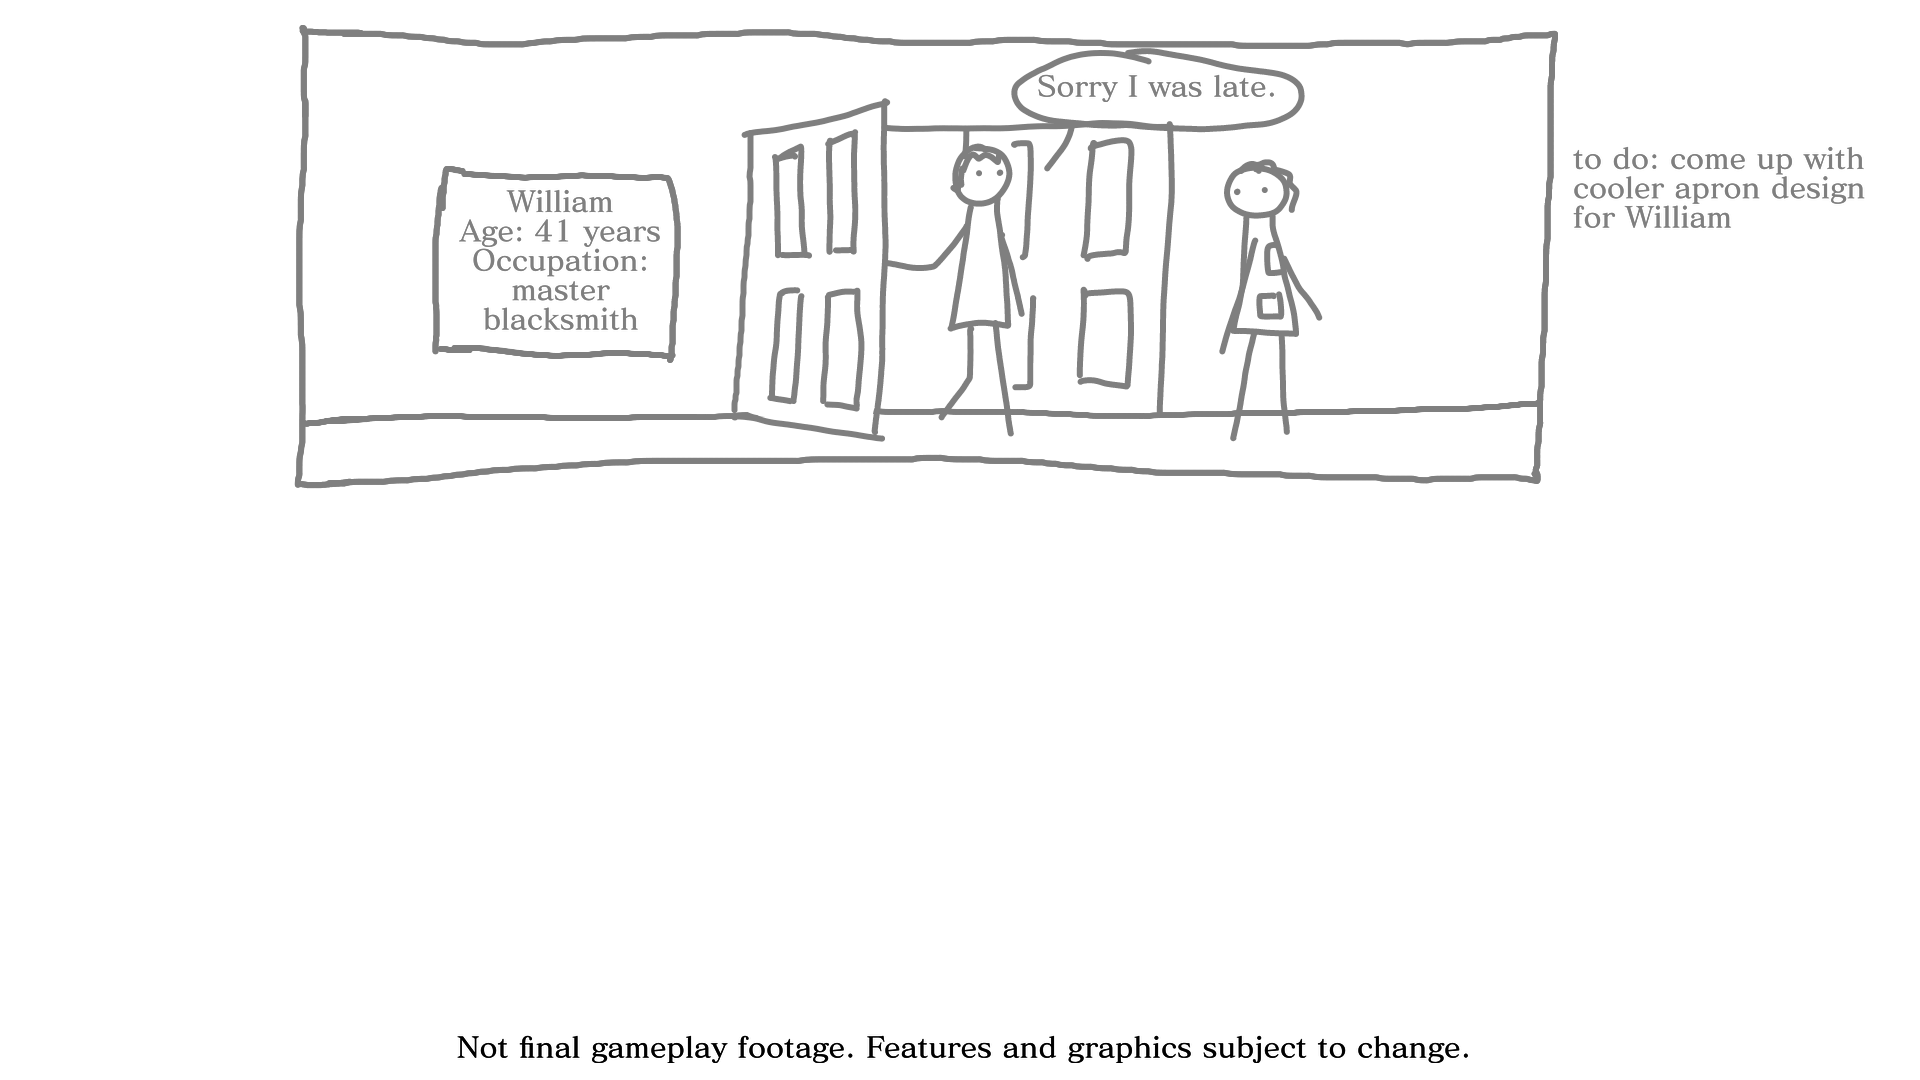 Sorry I was late.
William
Age: 41 years
Occupation:
master
blacksmith
to do: come up with
cooler apron design
for William
Not final gameplay footage. Features and graphics subject to change.